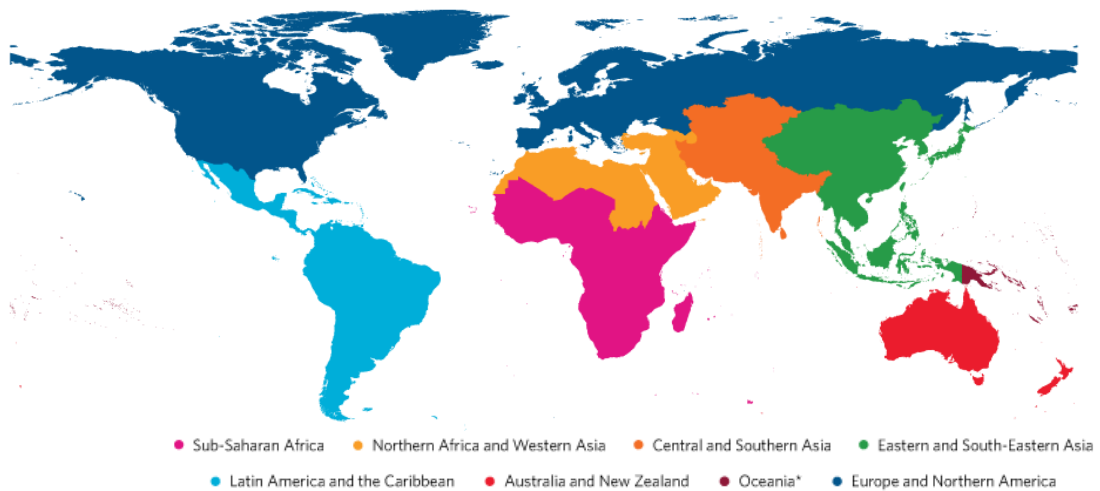 Sub-Saharan Africa Northern Africa and Western Asia Central and Southern Asia Eastern and South-Eastern Asia
Latin America and the Caribbean Australia and New Zealand Oceania* Europe and Northern America